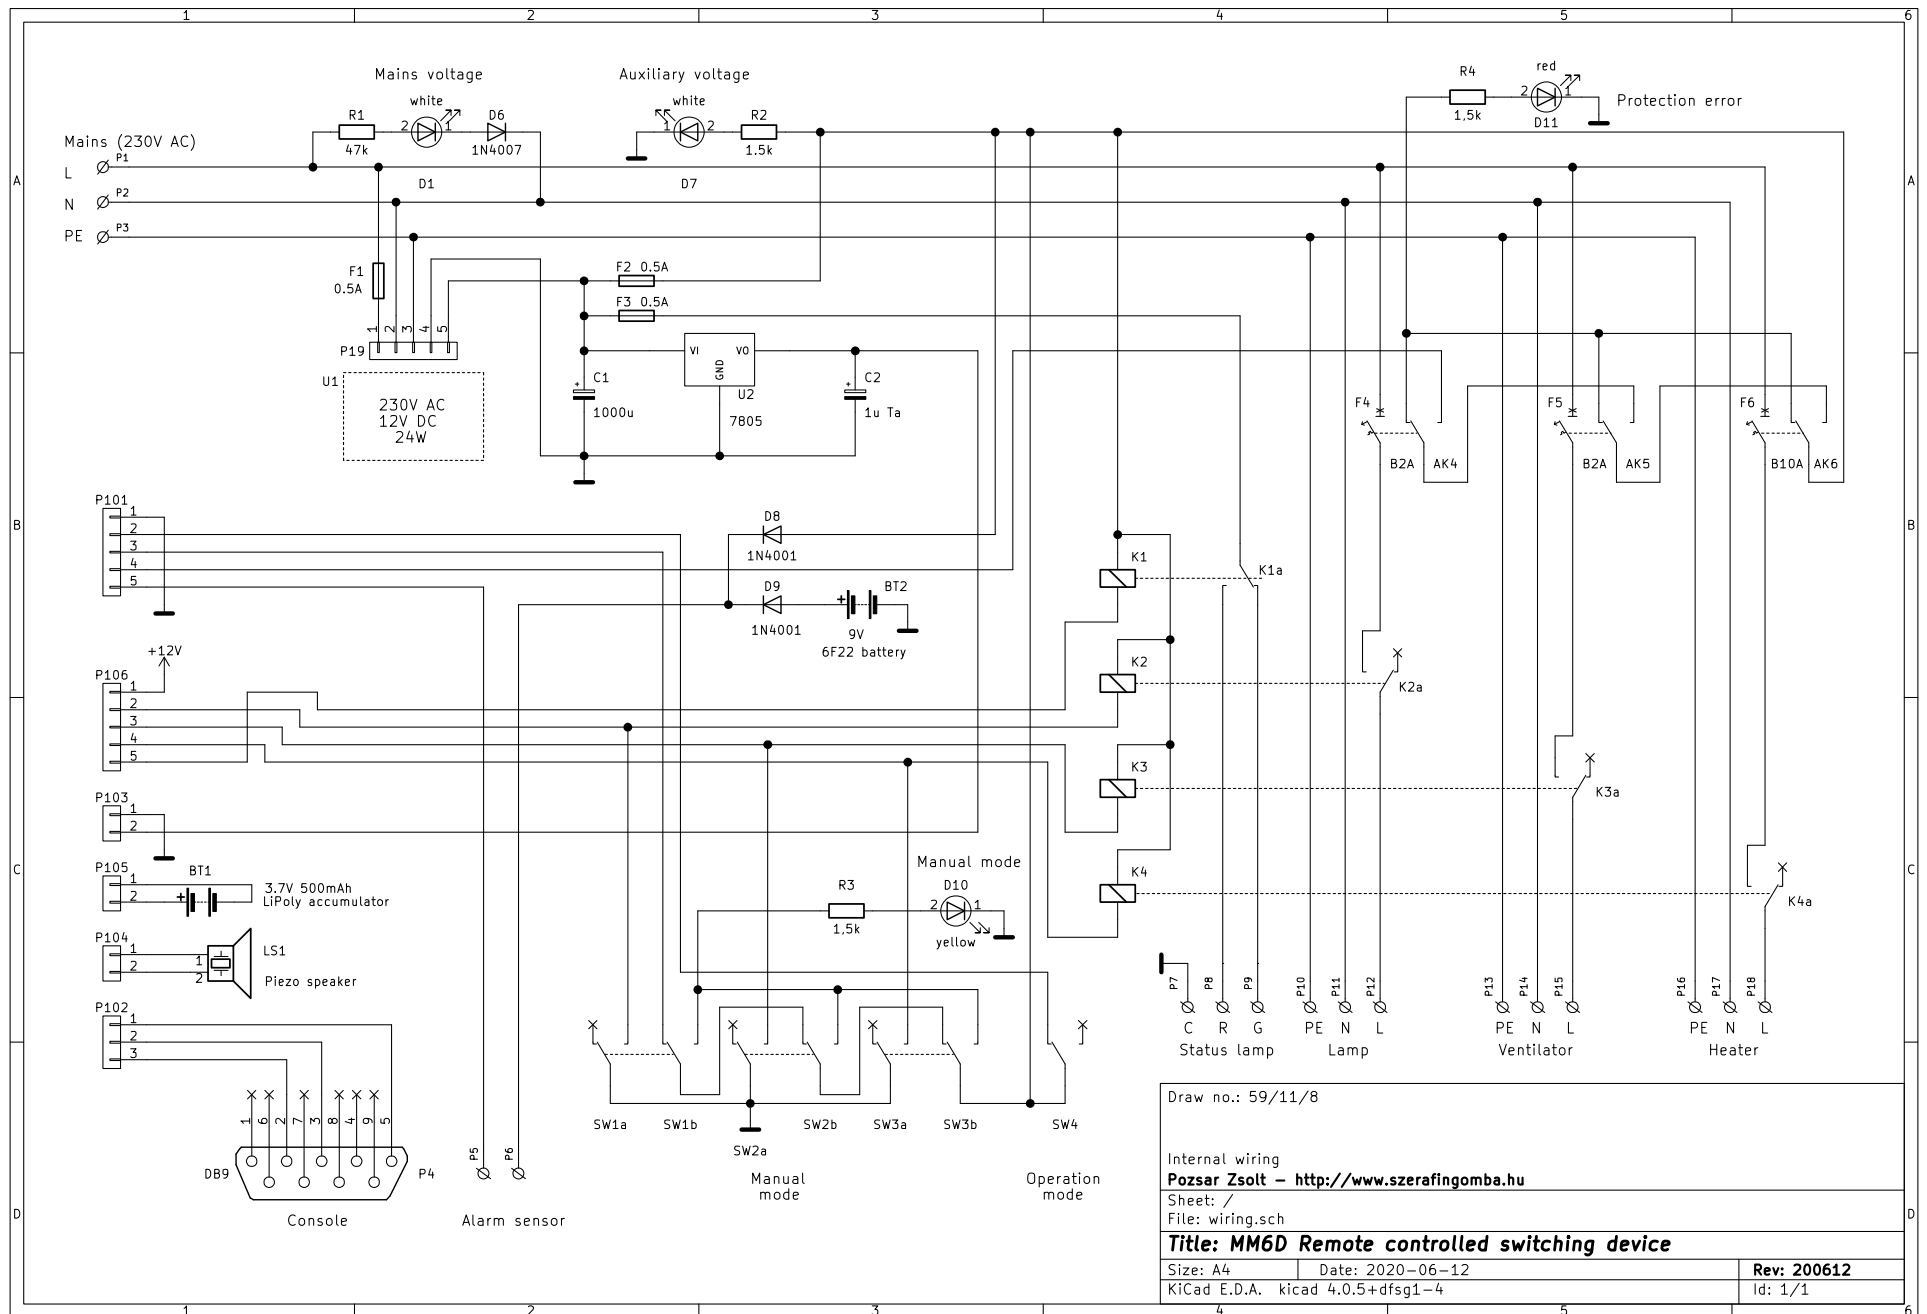 1 2 3 4 5 6
A
B
C
D
A
B
C
D
1 2 3 4 5 6
Mains voltage
white
R1
47k
2 1
D6
1N4007
D1
Auxiliary voltage
white
1 2
R2
1.5k
D7
R4
1,5k
red
2 1
D11
Protection error
Mains (230V AC)
L P1
N P2
PE P3
F1
0.5A
F2 0.5A
F3 0.5A
1 2 3 4 5
P19
U1
230V AC
12V DC
24W
C1
1000u
VI VO
GND
U2
7805
C2
1u Ta
F4
B2A AK4
F5
B2A AK5
F6
B10A AK6
P101
1
2
3
4
5
D8
1N4001
D9
1N4001
BT2
9V
6F22 battery
K1
K1a
K2
K2a
K3
K3a
K4
K4a
+12V
P106
1
2
3
4
5
P103
1
2
P105
1
2
BT1
3.7V 500mAh
LiPoly accumulator
P104
1
2
1
2
LS1
Piezo speaker
P102
1
2
3
Manual mode
R3
1,5k
D10
2 1
yellow
1 6 2 7 3 8 4 9 5
DB9 P4
Console
P5 P6
Alarm sensor
SW1a SW1b SW2a SW2b SW3a SW3b SW4
Manual
mode
Operation
mode
P7 P8 P9 P10 P11 P12 P13 P14 P15 P16 P17 P18
C R G PE N L PE N L PE N L
Status lamp Lamp Ventilator Heater
Draw no.: 59/11/8
Internal wiring
Pozsar Zsolt – http://www.szerafingomba.hu
Sheet: /
File: wiring.sch
Title: MM6D Remote controlled switching device
Size: A4 Date: 2020-06-12 Rev: 200612
KiCad E.D.A. kicad 4.0.5+dfsg1-4 Id: 1/1